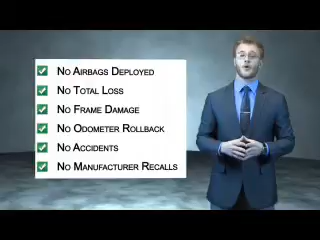 No Airbags Deployed
No Total Loss
No Frame Damage
No Odometer Rollback
No Accidents
No Manufacturer Recalls